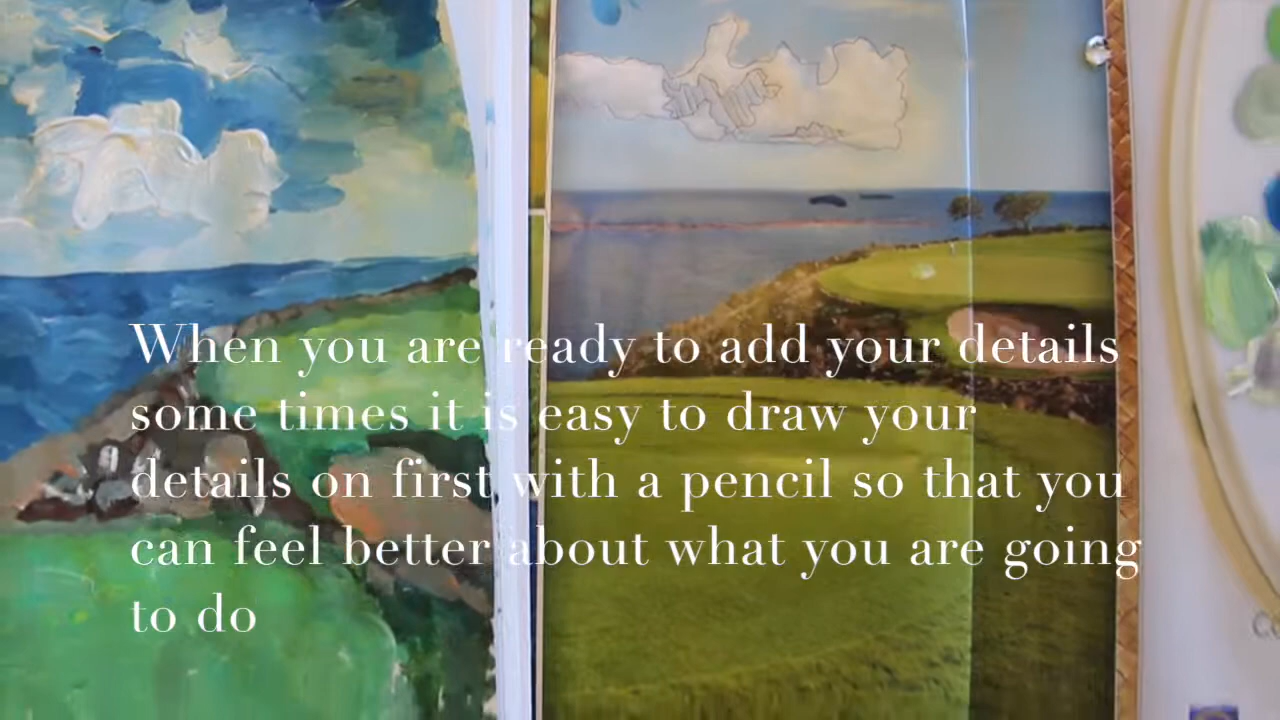 When you are ready to add your details
some times it is easy to draw your
details on first with a pencil so that you
can feel better about what you are going
to do